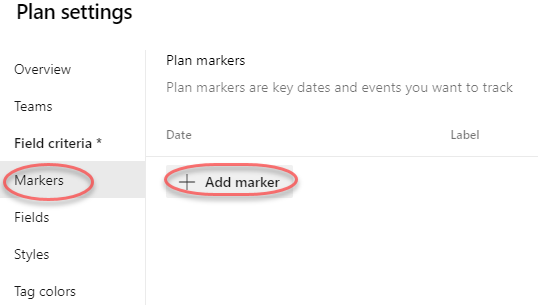 Plan settings
Overview
Teams
Field criteria *
Markers
Fields
Styles
Tag colors
Plan markers
Plan markers are key dates and events you want to track
Date Label
+ Add marker